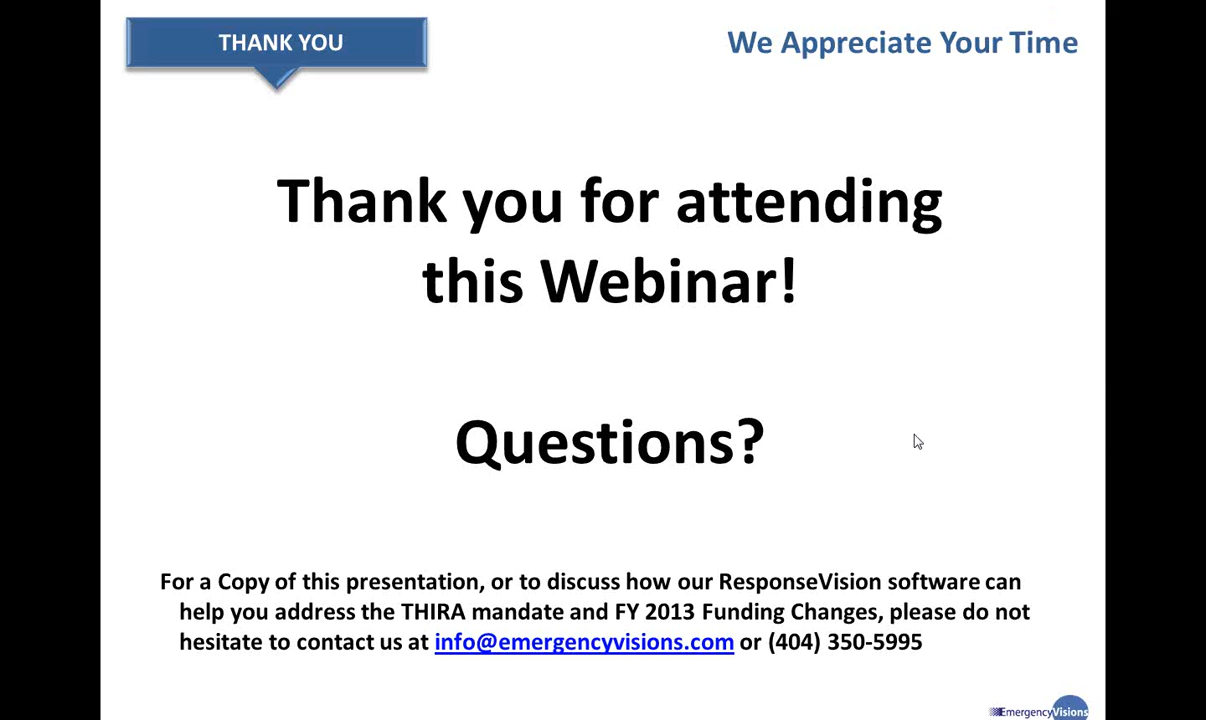 THANK YOU
We Appreciate Your Time
Thank you for attending
this Webinar!
Questions?
For a Copy of this presentation, or to discuss how our ResponseVision software can
help you address the THIRA mandate and FY 2013 Funding Changes, please do not
hesitate to contact us at info@emergencyvisions.com or (404) 350-5995
EmergencyVisions